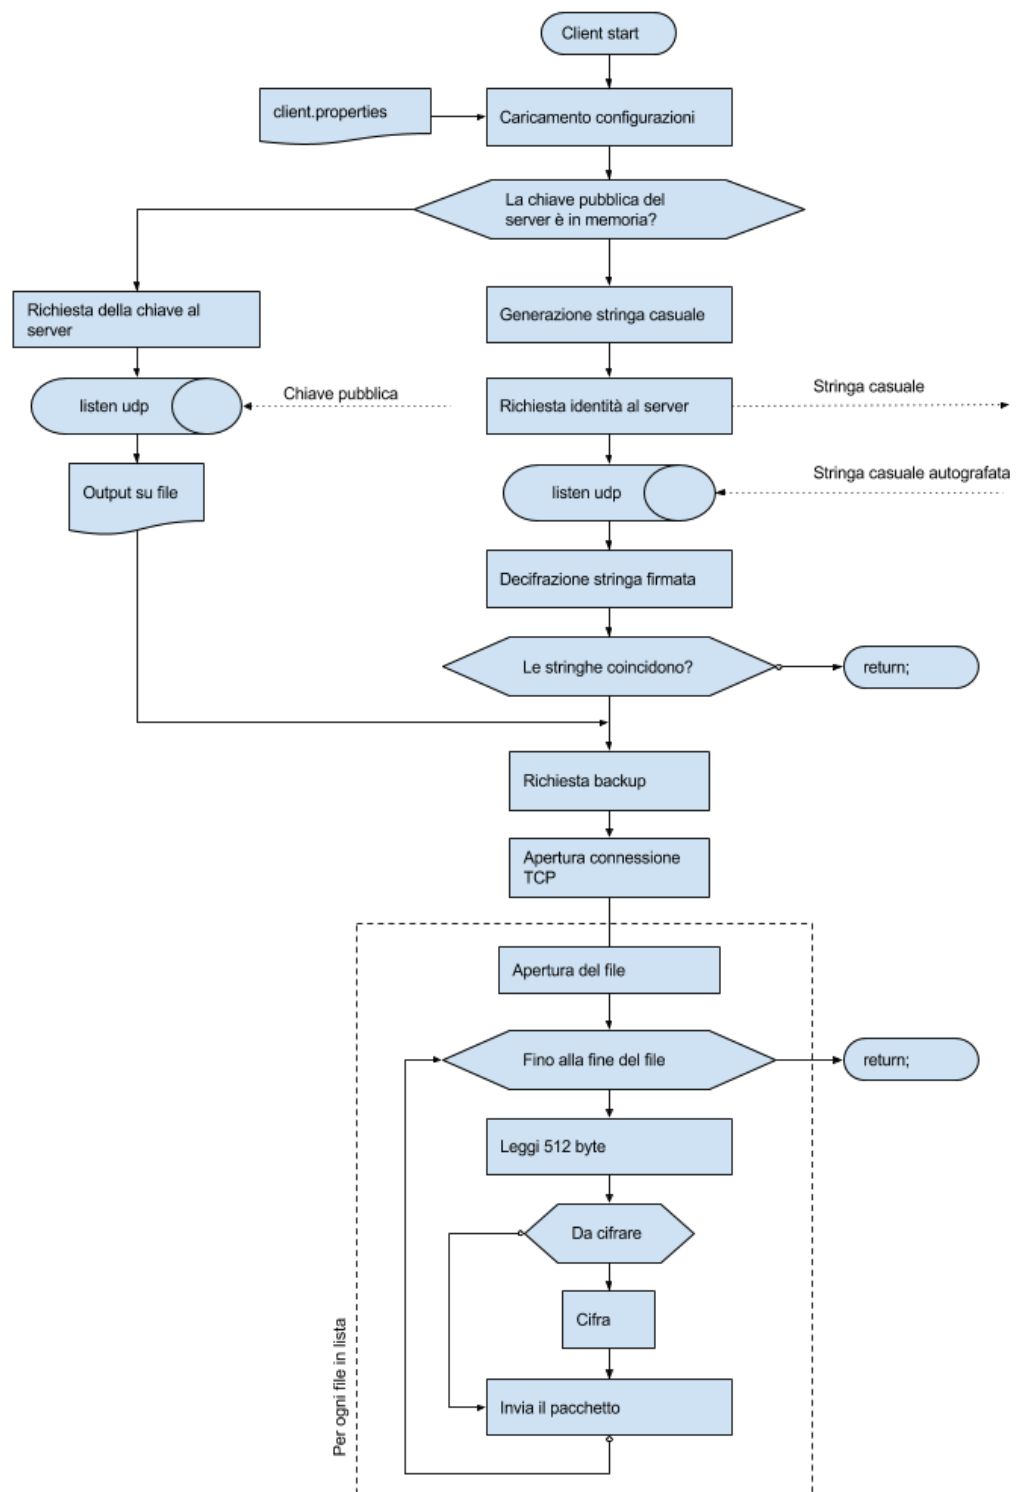 Client start
client.properties
Caricamento configurazioni
La chiave pubblica del
server è in memoria?
Richiesta della chiave al
server
Generazione stringa casuale
listen udp
Chiave pubblica
Richiesta identità al server
Stringa casuale
Output su file
listen udp
Stringa casuale autografata
Decifrazione stringa firmata
Le stringhe coincidono?
return;
Richiesta backup
Apertura connessione
TCP
Apertura del file
Fino alla fine del file
return;
Leggi 512 byte
Da cifrare
Cifra
Per ogni file in lista
Invia il pacchetto